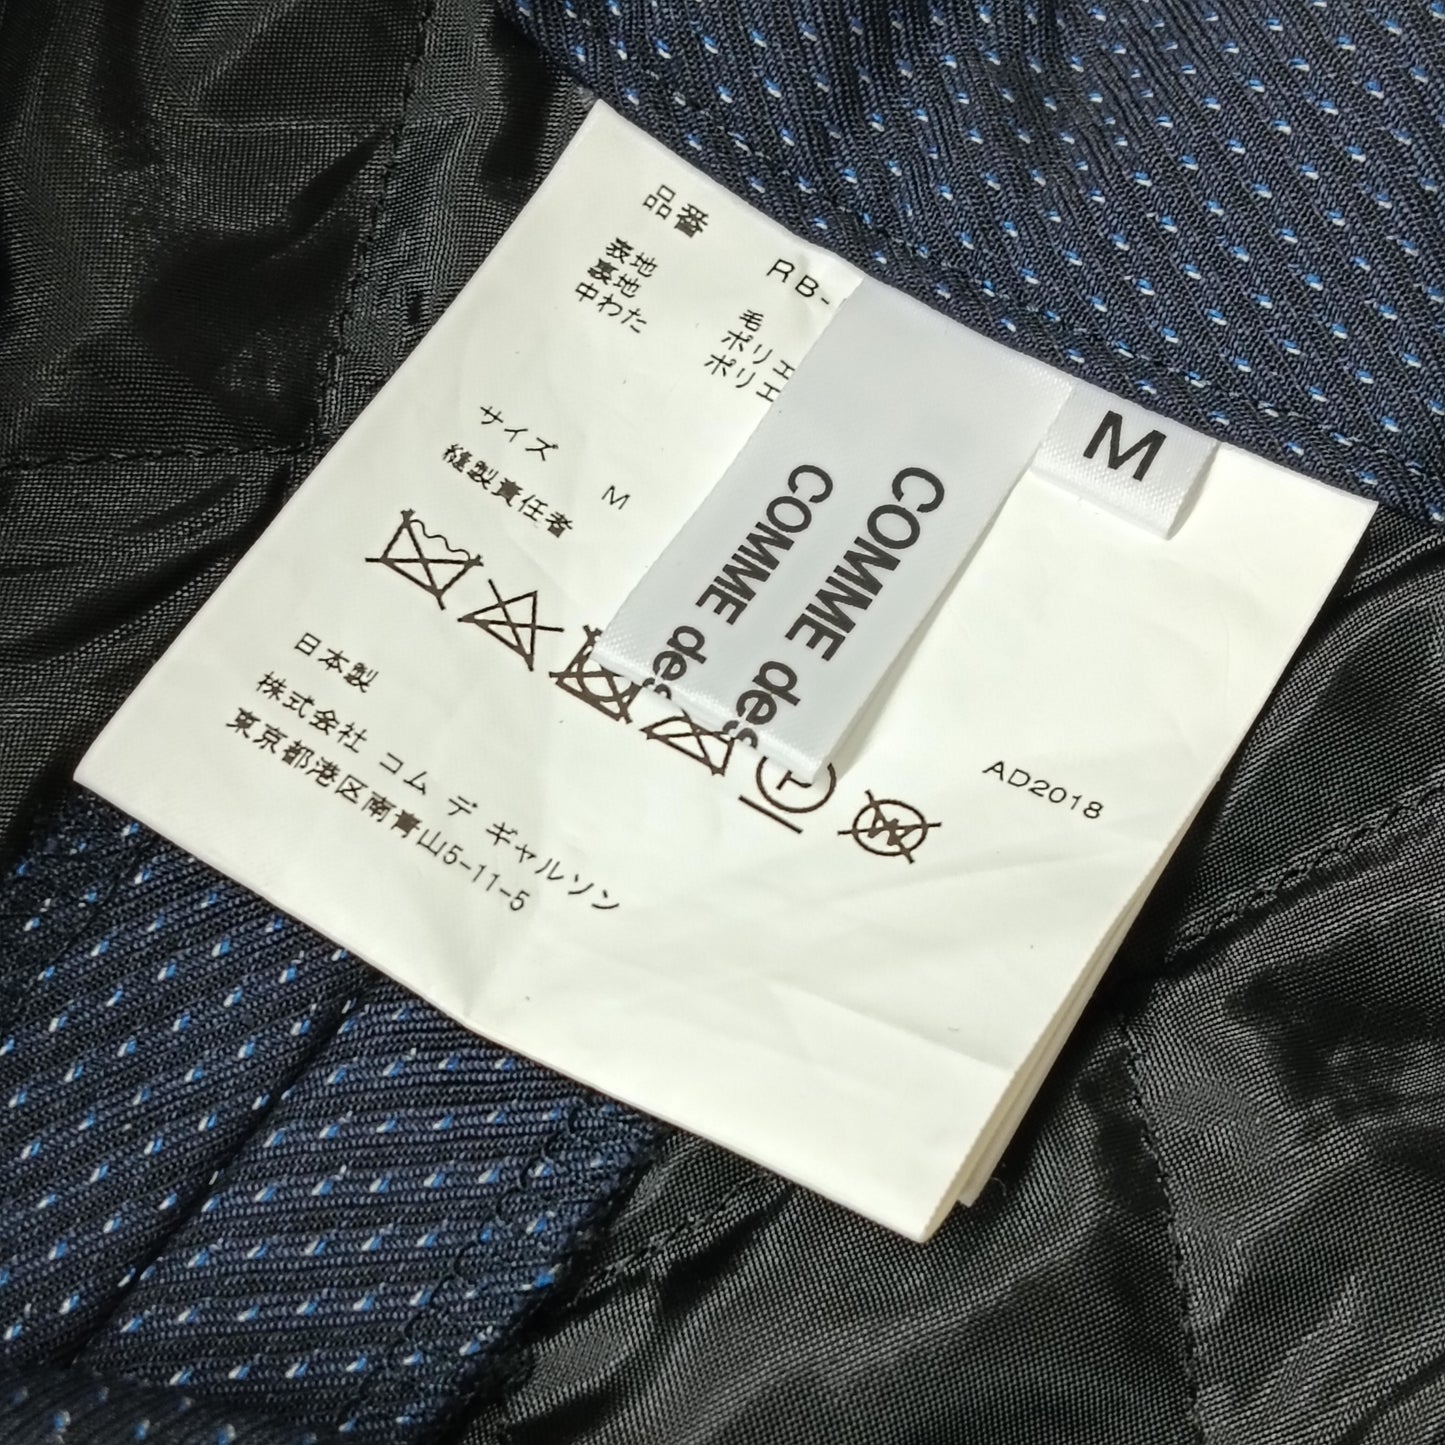 品番 RB-
表地 毛
裏地 ポリエ
中わた ポリエ
サイズ M
縫製責任者
日本製
株式会社 コム デ ギャルソン
東京都港区南青山5-11-5
COMME des
COMME des
M
P
W
AD2018